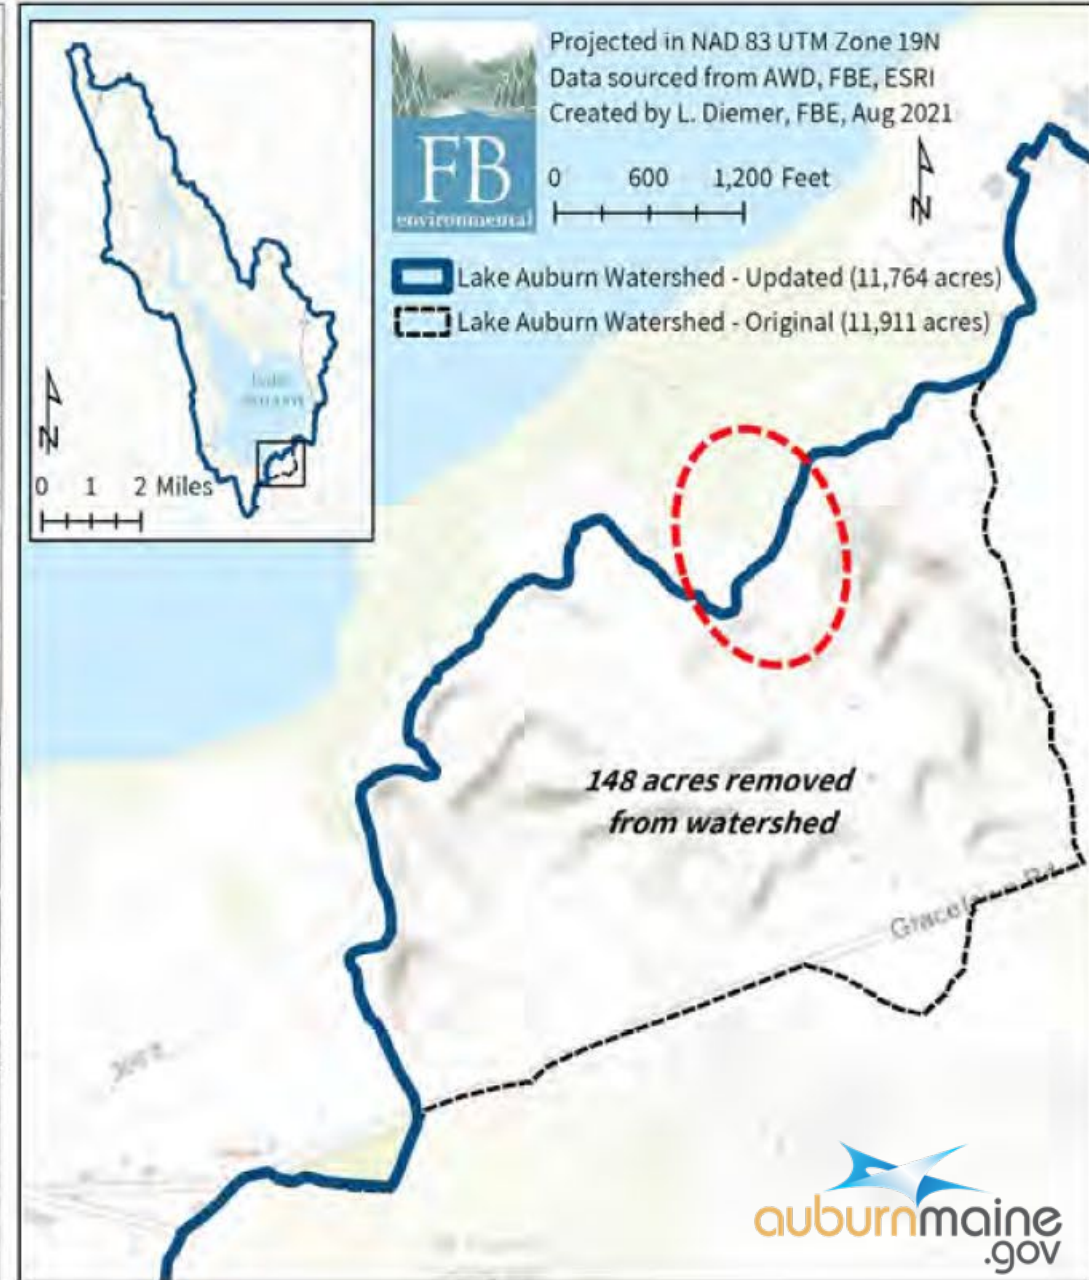 Projected in NAD 83 UTM Zone 19N
Data sourced from AWD, FBE, ESRI
Created by L. Diemer, FBE, Aug 2021
FB
environmental
0 600 1,200 Feet
N
Lake Auburn Watershed - Updated (11,764 acres)
Lake Auburn Watershed - Original (11,911 acres)
N
0 1 2 Miles
148 acres removed
from watershed
auburnmaine
.gov